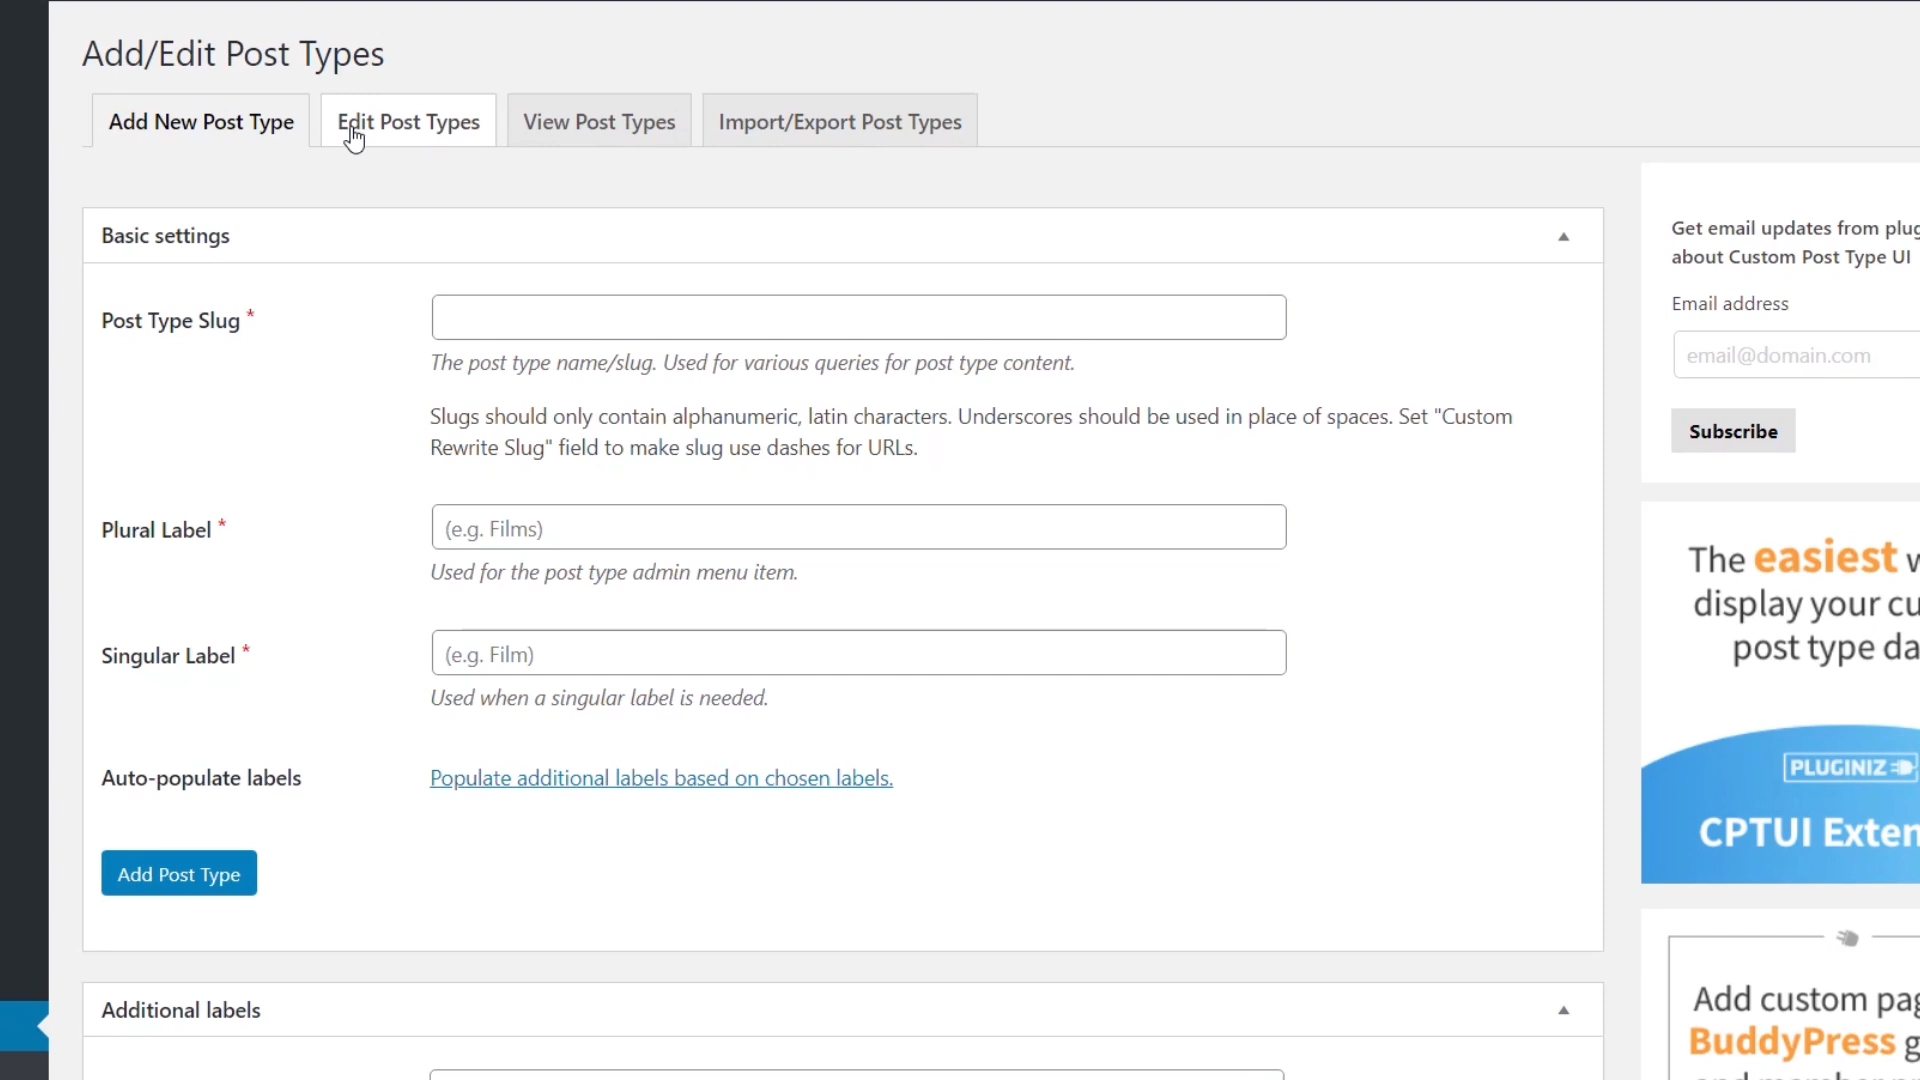 Add/Edit Post Types
Add New Post Type
Edit Post Types
View Post Types
Import/Export Post Types
Basic settings
Post Type Slug *
The post type name/slug. Used for various queries for post type content.
Slugs should only contain alphanumeric, latin characters. Underscores should be used in place of spaces. Set "Custom
Rewrite Slug" field to make slug use dashes for URLs.
Plural Label *
(e.g. Films)
Used for the post type admin menu item.
Singular Label *
(e.g. Film)
Used when a singular label is needed.
Auto-populate labels
Populate additional labels based on chosen labels.
Add Post Type
Additional labels
Get email updates from plug
about Custom Post Type UI
Email address
email@domain.com
Subscribe
The easiest w
display your cu
post type da
PLUGINIZ
CPTUI Exten
Add custom pag
BuddyPress g